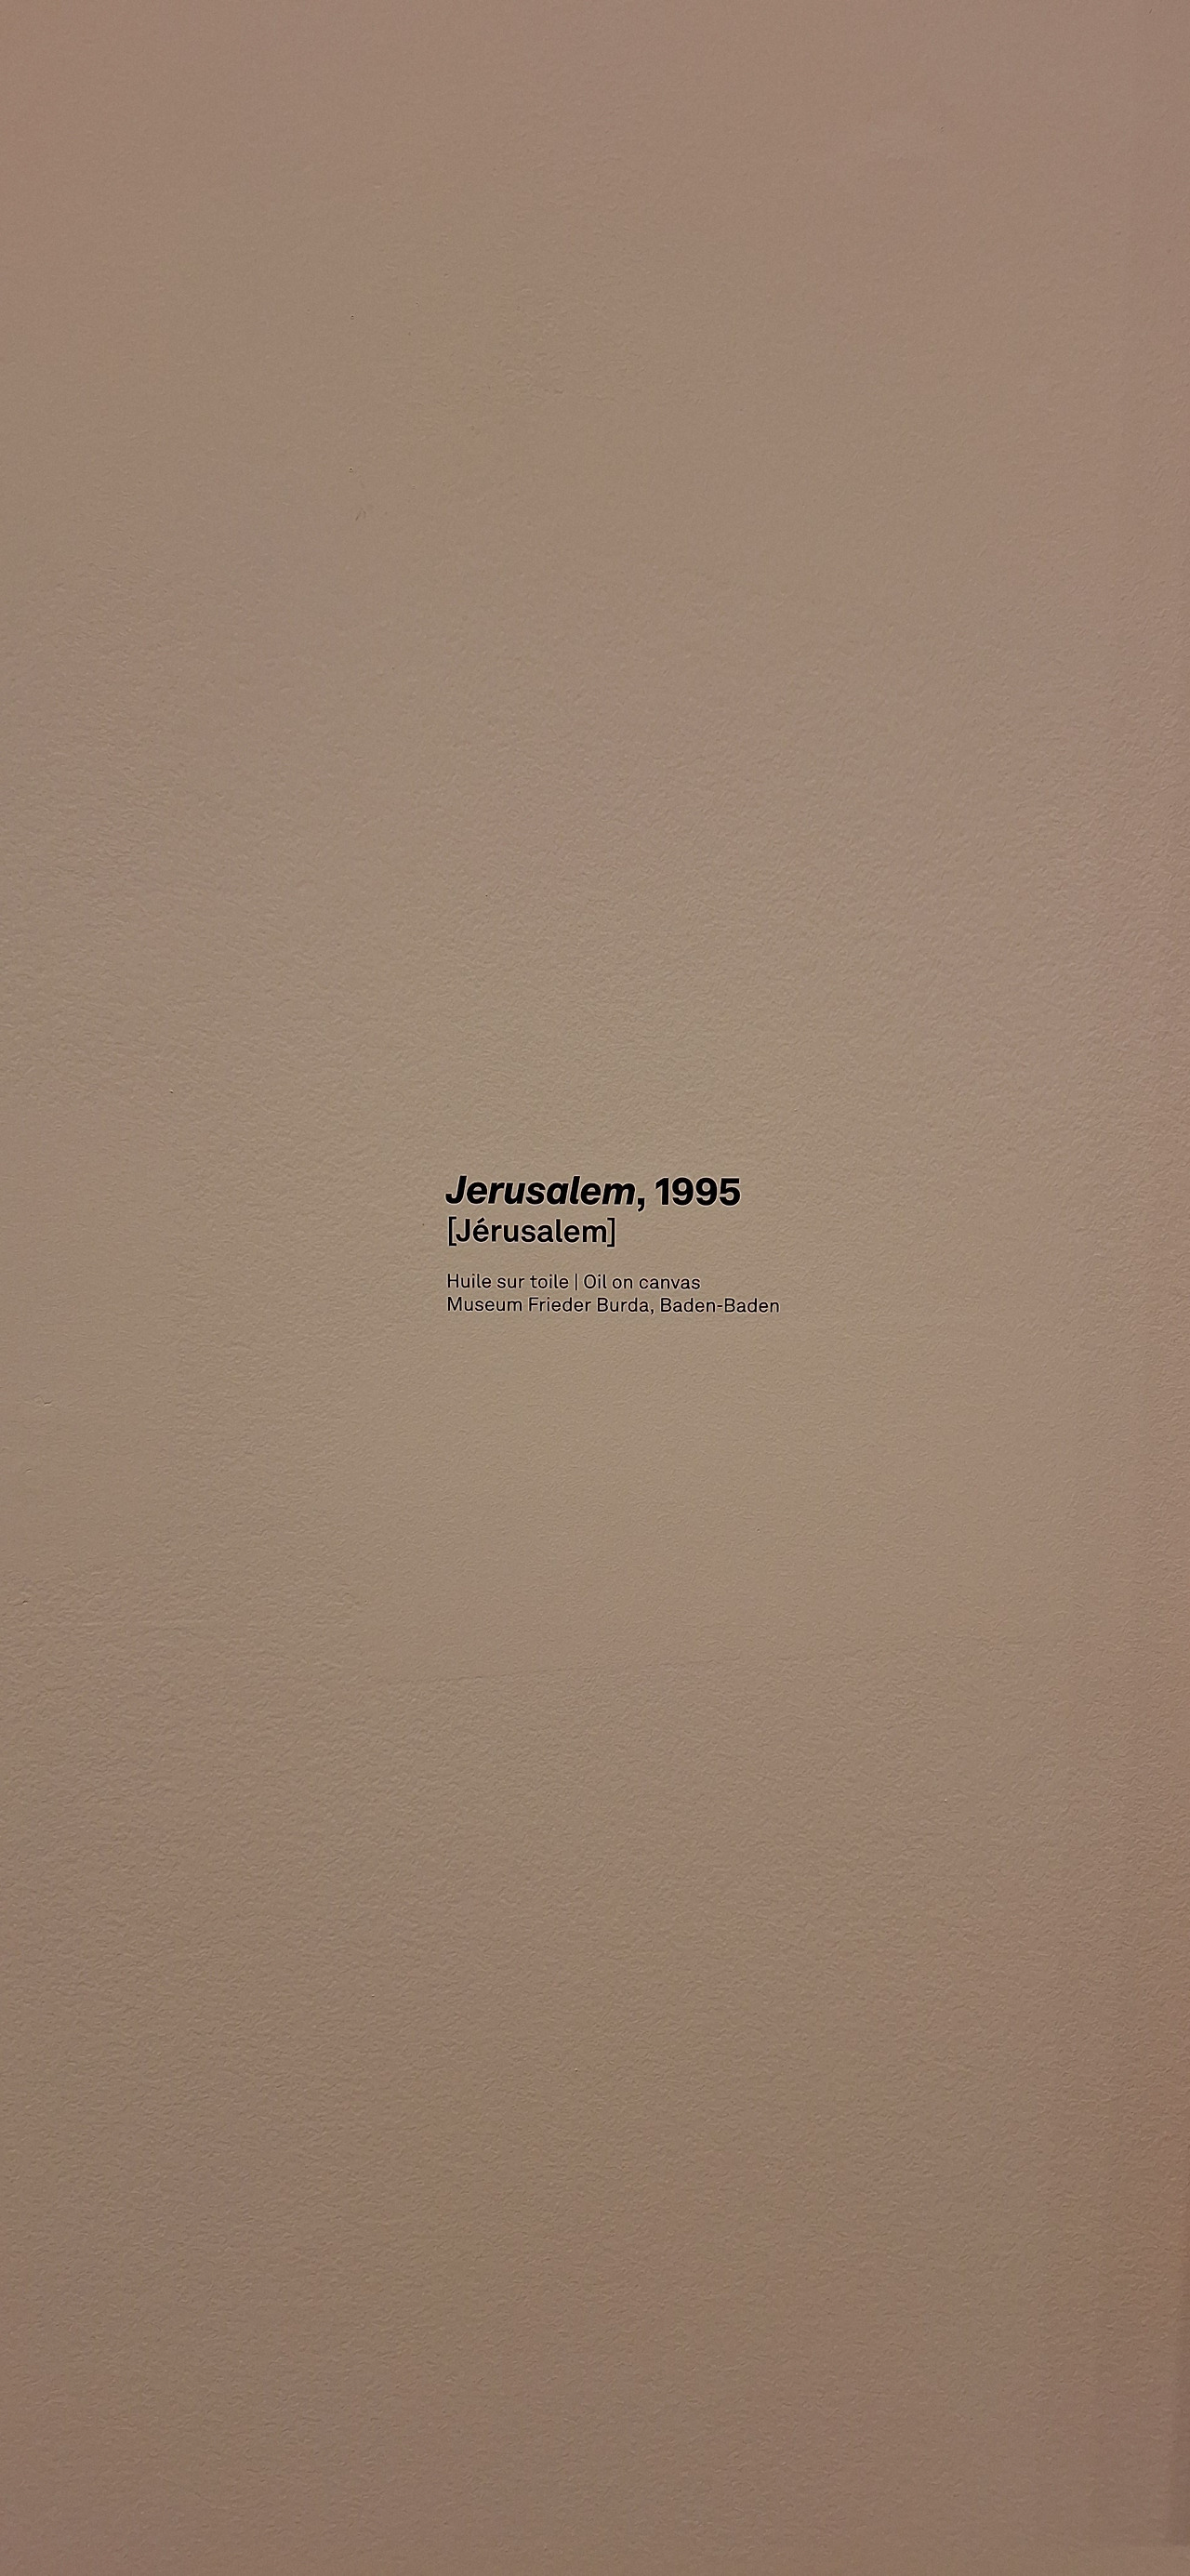 Jerusalem, 1995
[Jérusalem]
Huile sur toile | Oil on canvas
Museum Frieder Burda, Baden-Baden